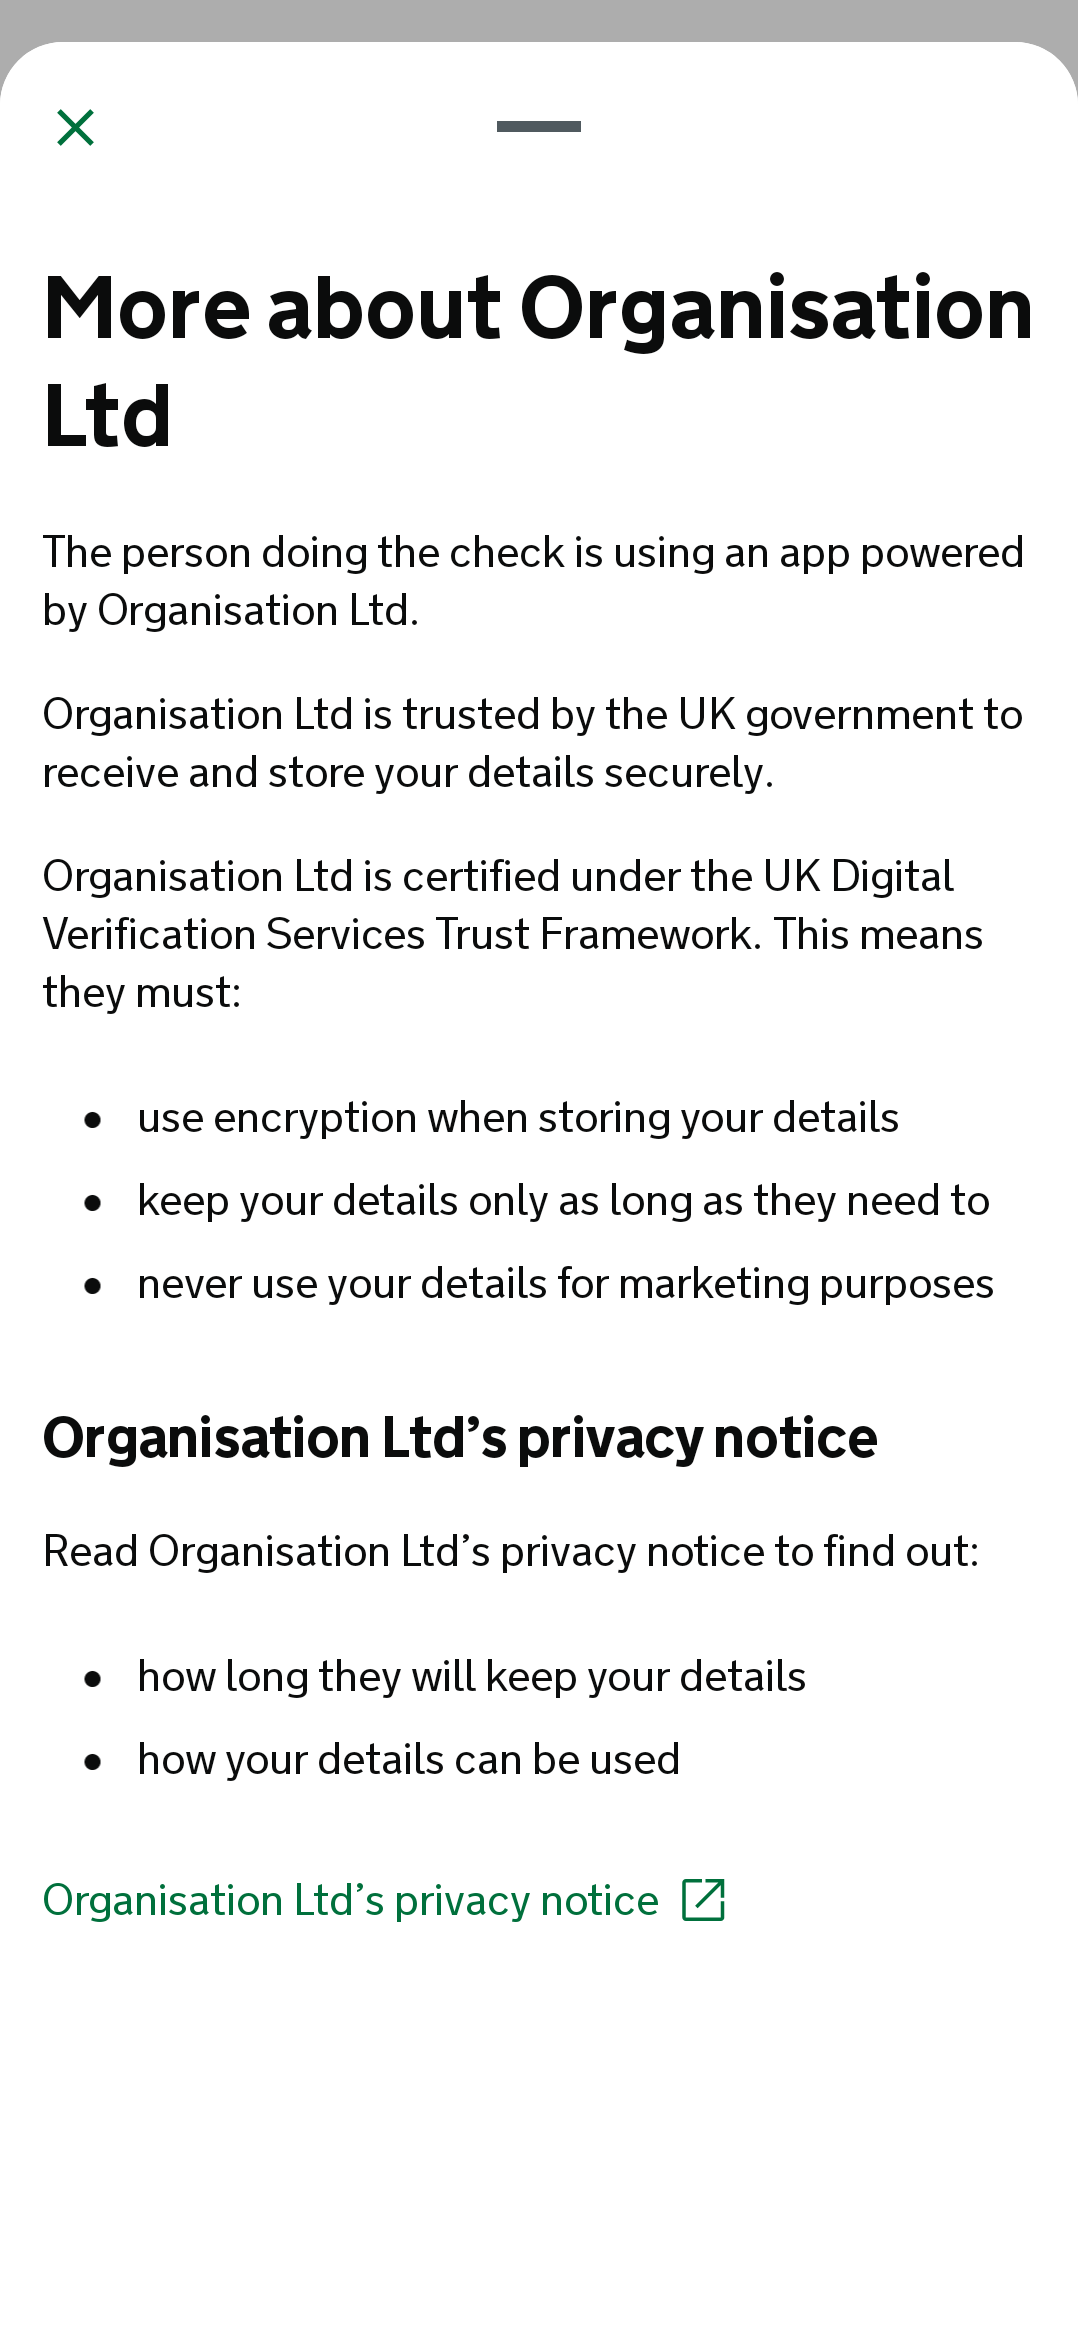 More about Organisation
Ltd
The person doing the check is using an app powered
by Organisation Ltd.
Organisation Ltd is trusted by the UK government to
receive and store your details securely.
Organisation Ltd is certified under the UK Digital
Verification Services Trust Framework. This means
they must:
• use encryption when storing your details
• keep your details only as long as they need to
• never use your details for marketing purposes
Organisation Ltd’s privacy notice
Read Organisation Ltd’s privacy notice to find out:
• how long they will keep your details
• how your details can be used
Organisation Ltd’s privacy notice